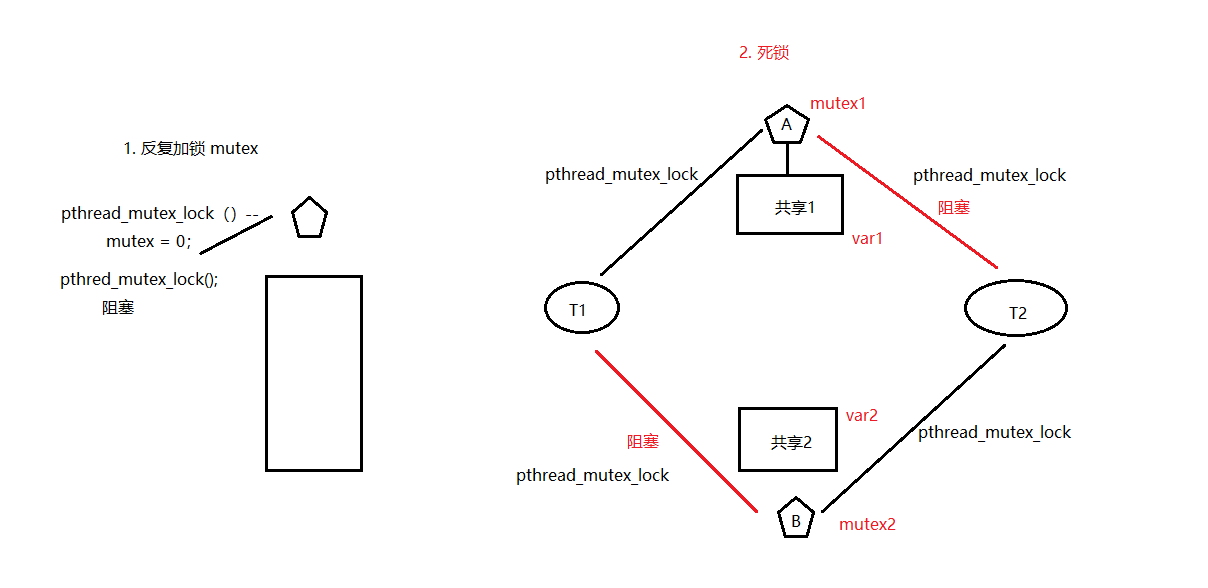 1. 反复加锁 mutex
pthread_mutex_lock（）--
mutex = 0；
pthred_mutex_lock();
阻塞
2. 死锁
mutex1
A
pthread_mutex_lock
pthread_mutex_lock
共享1
阻塞
var1
T1
T2
var2
共享2
阻塞
pthread_mutex_lock
pthread_mutex_lock
B
mutex2